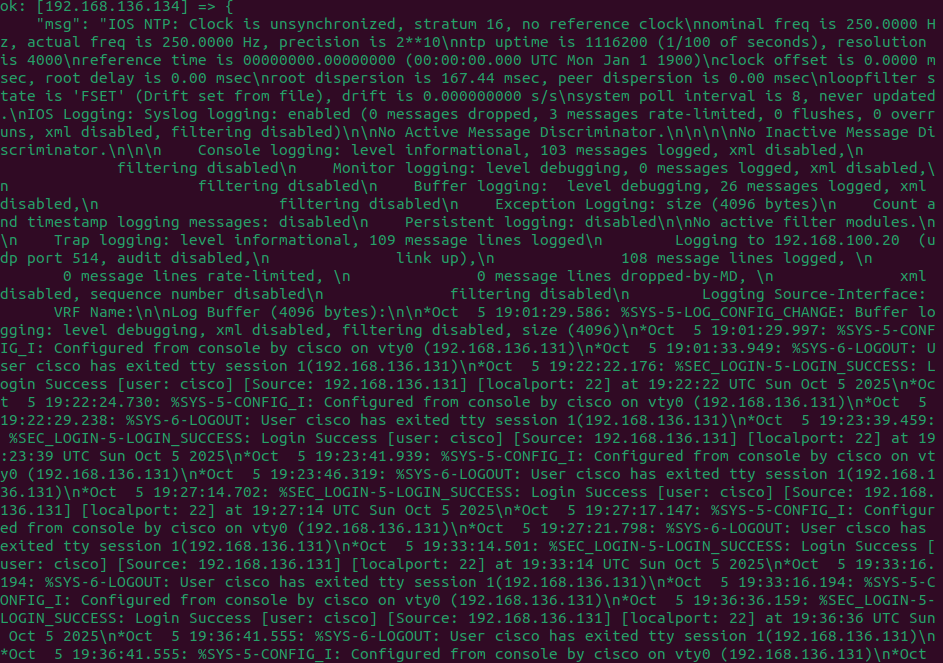 ok: [192.168.136.134] => {
    "msg": "IOS NTP: Clock is unsynchronized, stratum 16, no reference clock\nnominal freq is 250.0000 H
z, actual freq is 250.0000 Hz, precision is 2**10\nntp uptime is 1116200 (1/100 of seconds), resolution
is 4000\nreference time is 00000000.00000000 (00:00:00.000 UTC Mon Jan 1 1900)\nclock offset is 0.0000 m
sec, root delay is 0.00 msec\nroot dispersion is 167.44 msec, peer dispersion is 0.00 msec\nloopfilter s
tate is 'FSET' (Drift set from file), drift is 0.000000000 s/s\nsystem poll interval is 8, never updated
.\nIOS Logging: Syslog logging: enabled (0 messages dropped, 3 messages rate-limited, 0 flushes, 0 overr
uns, xml disabled, filtering disabled)\n\nNo Active Message Discriminator.\n\n\n\nNo Inactive Message Di
scriminator.\n\n\n    Console logging: level informational, 103 messages logged, xml disabled,\n
             filtering disabled\n    Monitor logging: level debugging, 0 messages logged, xml disabled,\
n                     filtering disabled\n    Buffer logging:  level debugging, 26 messages logged, xml
disabled,\n                    filtering disabled\n    Exception Logging: size (4096 bytes)\n    Count a
nd timestamp logging messages: disabled\n    Persistent logging: disabled\n\nNo active filter modules.\n
\n    Trap logging: level informational, 109 message lines logged\n        Logging to 192.168.100.20  (u
dp port 514, audit disabled,\n              link up),\n              108 message lines logged, \n
       0 message lines rate-limited, \n              0 message lines dropped-by-MD, \n              xml
disabled, sequence number disabled\n              filtering disabled\n        Logging Source-Interface:
      VRF Name:\n\nLog Buffer (4096 bytes):\n\n*Oct  5 19:01:29.586: %SYS-5-LOG_CONFIG_CHANGE: Buffer lo
gging: level debugging, xml disabled, filtering disabled, size (4096)\n*Oct  5 19:01:29.997: %SYS-5-CONF
IG_I: Configured from console by cisco on vty0 (192.168.136.131)\n*Oct  5 19:01:33.949: %SYS-6-LOGOUT: U
ser cisco has exited tty session 1(192.168.136.131)\n*Oct  5 19:22:22.176: %SEC_LOGIN-5-LOGIN_SUCCESS: L
ogin Success [user: cisco] [Source: 192.168.136.131] [localport: 22] at 19:22:22 UTC Sun Oct 5 2025\n*Oc
t  5 19:22:24.730: %SYS-5-CONFIG_I: Configured from console by cisco on vty0 (192.168.136.131)\n*Oct  5
19:22:29.238: %SYS-6-LOGOUT: User cisco has exited tty session 1(192.168.136.131)\n*Oct  5 19:23:39.459:
 %SEC_LOGIN-5-LOGIN_SUCCESS: Login Success [user: cisco] [Source: 192.168.136.131] [localport: 22] at 19
:23:39 UTC Sun Oct 5 2025\n*Oct  5 19:23:41.939: %SYS-5-CONFIG_I: Configured from console by cisco on vt
y0 (192.168.136.131)\n*Oct  5 19:23:46.319: %SYS-6-LOGOUT: User cisco has exited tty session 1(192.168.1
36.131)\n*Oct  5 19:27:14.702: %SEC_LOGIN-5-LOGIN_SUCCESS: Login Success [user: cisco] [Source: 192.168.
136.131] [localport: 22] at 19:27:14 UTC Sun Oct 5 2025\n*Oct  5 19:27:17.147: %SYS-5-CONFIG_I: Configur
ed from console by cisco on vty0 (192.168.136.131)\n*Oct  5 19:27:21.798: %SYS-6-LOGOUT: User cisco has
exited tty session 1(192.168.136.131)\n*Oct  5 19:33:14.501: %SEC_LOGIN-5-LOGIN_SUCCESS: Login Success [
user: cisco] [Source: 192.168.136.131] [localport: 22] at 19:33:14 UTC Sun Oct 5 2025\n*Oct  5 19:33:16.
194: %SYS-6-LOGOUT: User cisco has exited tty session 1(192.168.136.131)\n*Oct  5 19:33:16.194: %SYS-5-C
ONFIG_I: Configured from console by cisco on vty0 (192.168.136.131)\n*Oct  5 19:36:36.159: %SEC_LOGIN-5-
LOGIN_SUCCESS: Login Success [user: cisco] [Source: 192.168.136.131] [localport: 22] at 19:36:36 UTC Sun
 Oct 5 2025\n*Oct  5 19:36:41.555: %SYS-6-LOGOUT: User cisco has exited tty session 1(192.168.136.131)\n
*Oct  5 19:36:41.555: %SYS-5-CONFIG_I: Configured from console by cisco on vty0 (192.168.136.131)\n*Oct